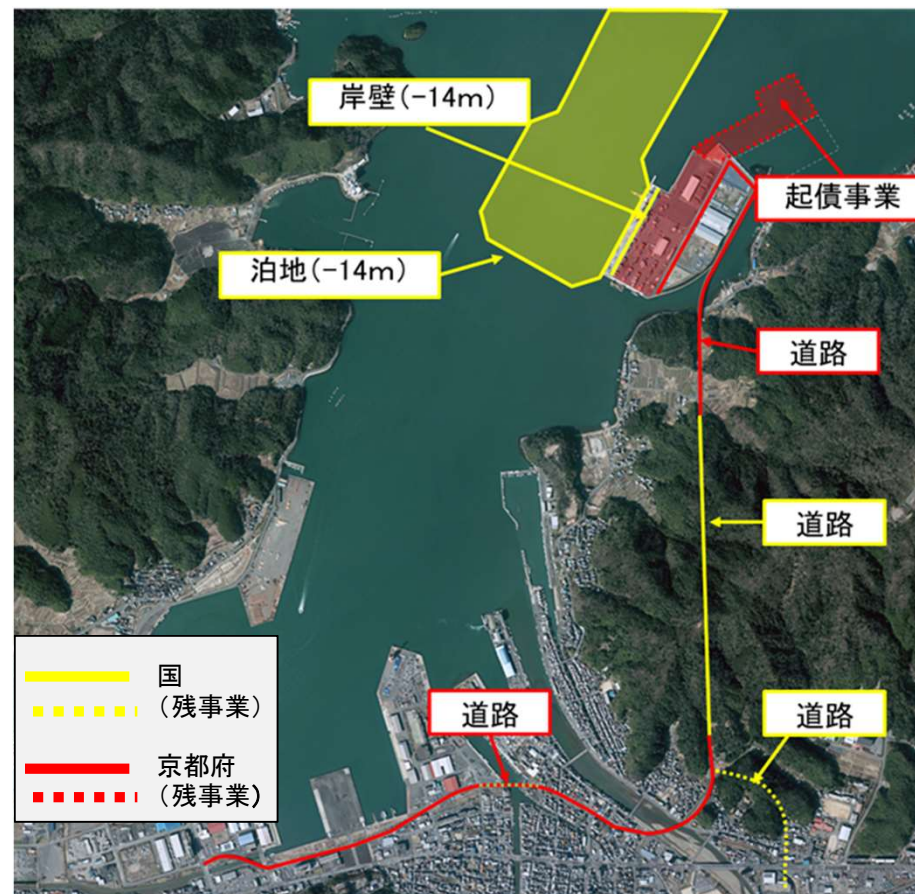 岸壁(-14m)
起債事業
泊地(-14m)
道路
道路
国
(残事業)
道路
道路
京都府
(残事業)